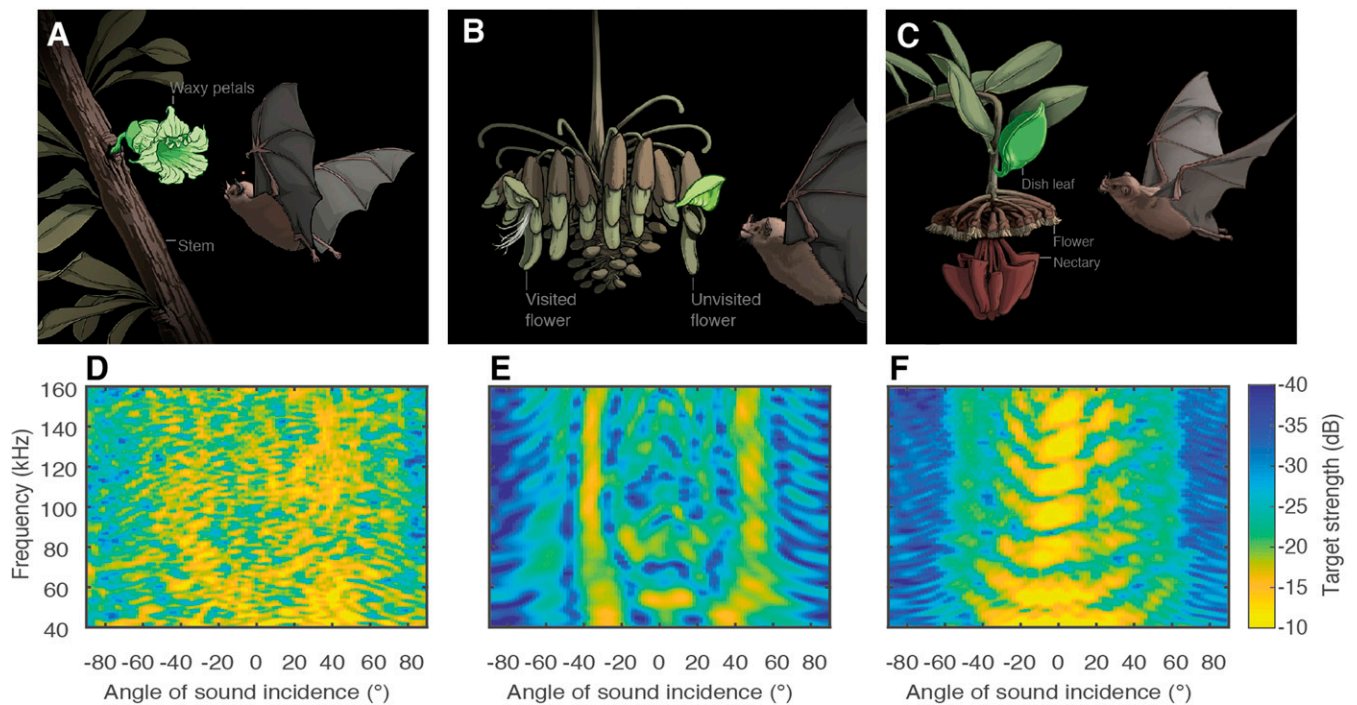 A
B
C
Waxy petals
Stem
Visited
flower
Unvisited
flower
Dish leaf
Flower
Nectary
D
E
F
160
140
120
100
80
60
40
Frequency (kHz)
-80 -60 -40 -20 0 20 40 60 80
-80 -60 -40 -20 0 20 40 60 80
-80 -60 -40 -20 0 20 40 60 80
Angle of sound incidence (°)
Angle of sound incidence (°)
Angle of sound incidence (°)
-40
-35
-30
-25
-20
-15
-10
Target strength (dB)